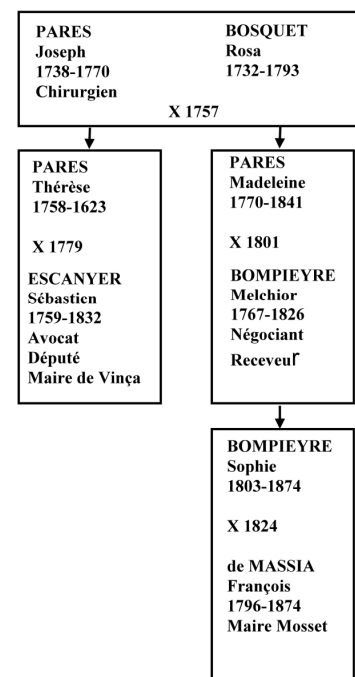 PARES
Joseph
1738-1770
Chirurgien
BOSQUET
Rosa
1732-1793
X 1757
PARES
Thérèse
1758-1623
X 1779
ESCANYER
Sébastien
1759-1832
Avocat
Député
Maire de Vinça
PARES
Madeleine
1770-1841
X 1801
BOMPIEYRE
Melchior
1767-1826
Négociant
Receveur
BOMPIEYRE
Sophie
1803-1874
X 1824
de MASSIA
François
1796-1874
Maire Mosset